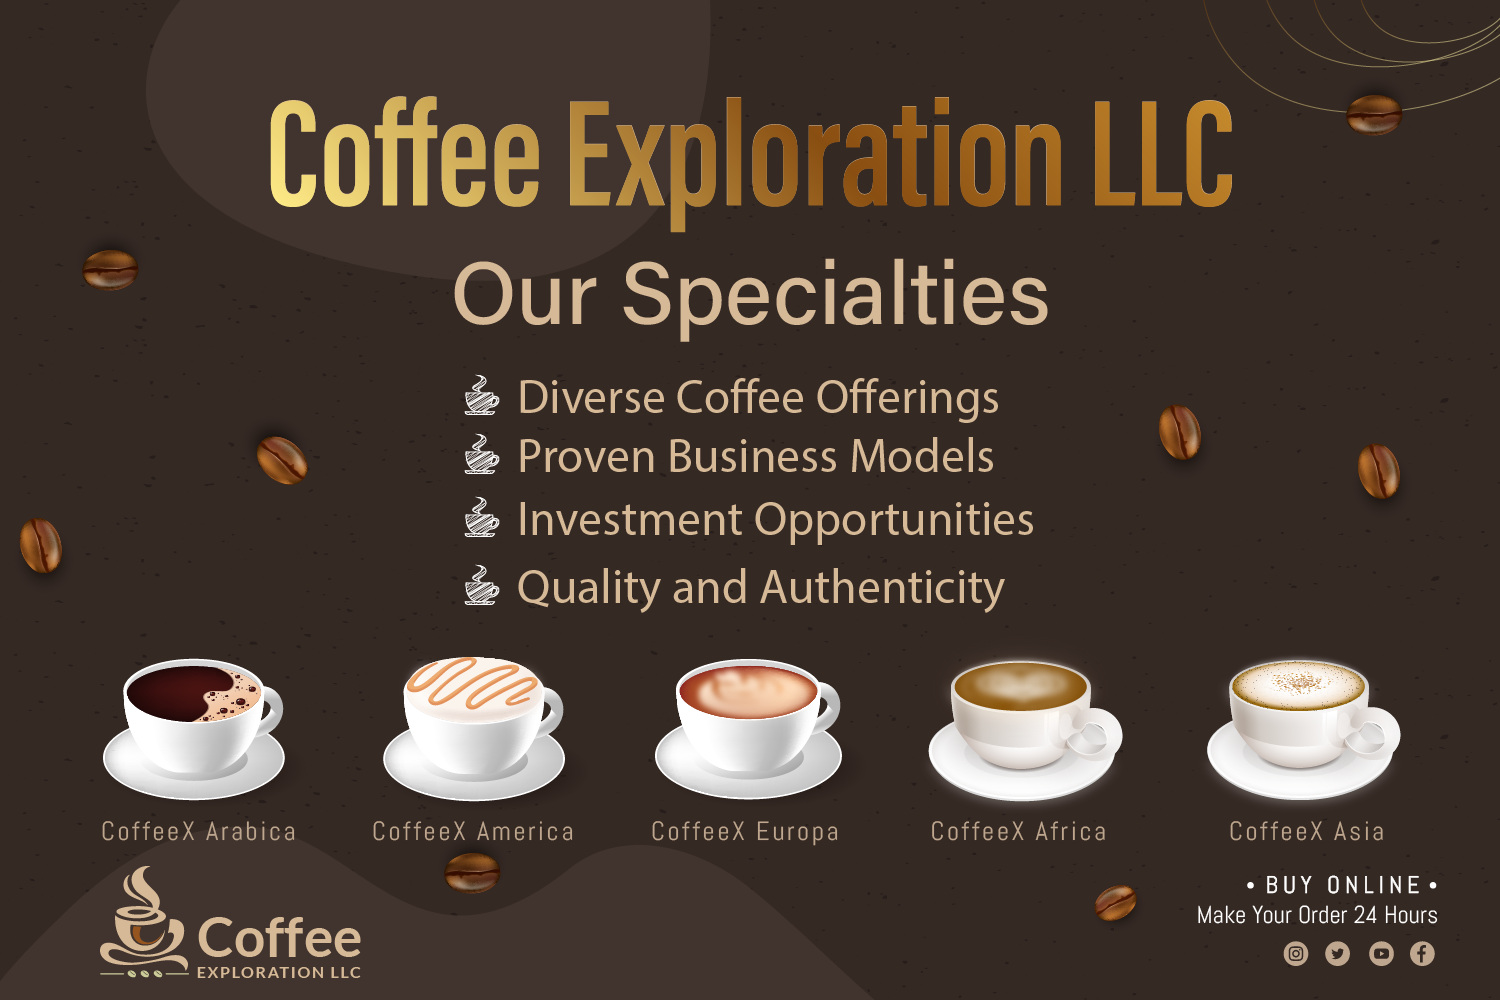 Coffee Exploration LLC
Our Specialties
Diverse Coffee Offerings
Proven Business Models
Investment Opportunities
Quality and Authenticity
CoffeeX Arabica
CoffeeX America
CoffeeX Europa
CoffeeX Africa
CoffeeX Asia
Coffee
EXPLORATION LLC
• BUY ONLINE •
Make Your Order 24 Hours